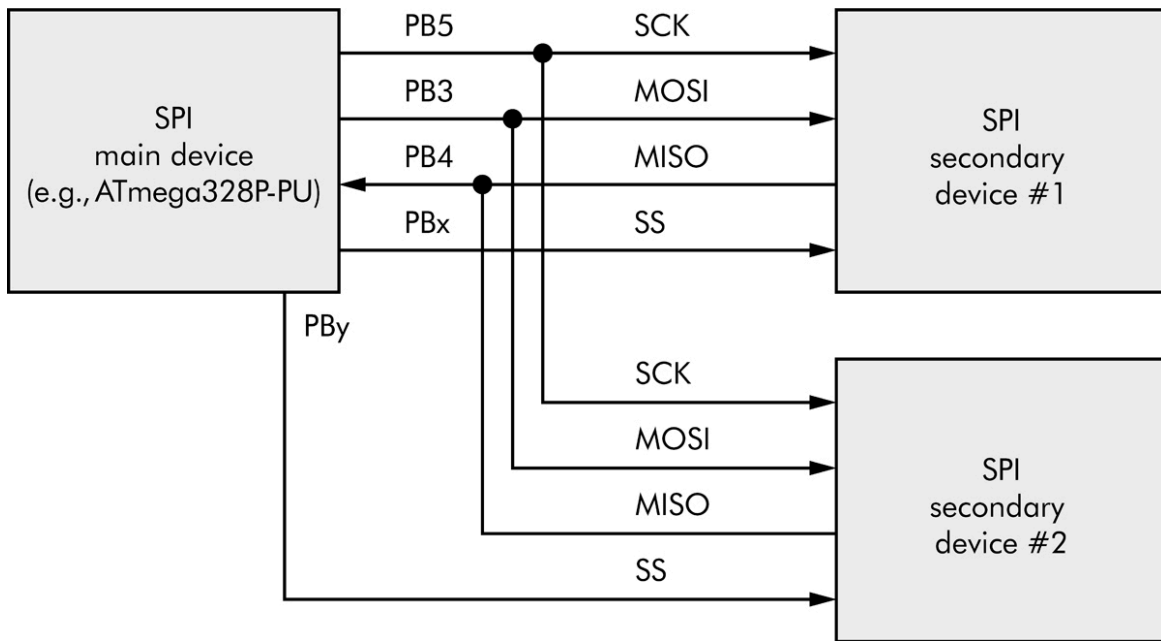 PB5
SCK
PB3
MOSI
PB4
MISO
PBx
SS
SPI
main device
(e.g., ATmega328P-PU)
SPI
secondary
device #1
PBy
SCK
MOSI
MISO
SS
SPI
secondary
device #2